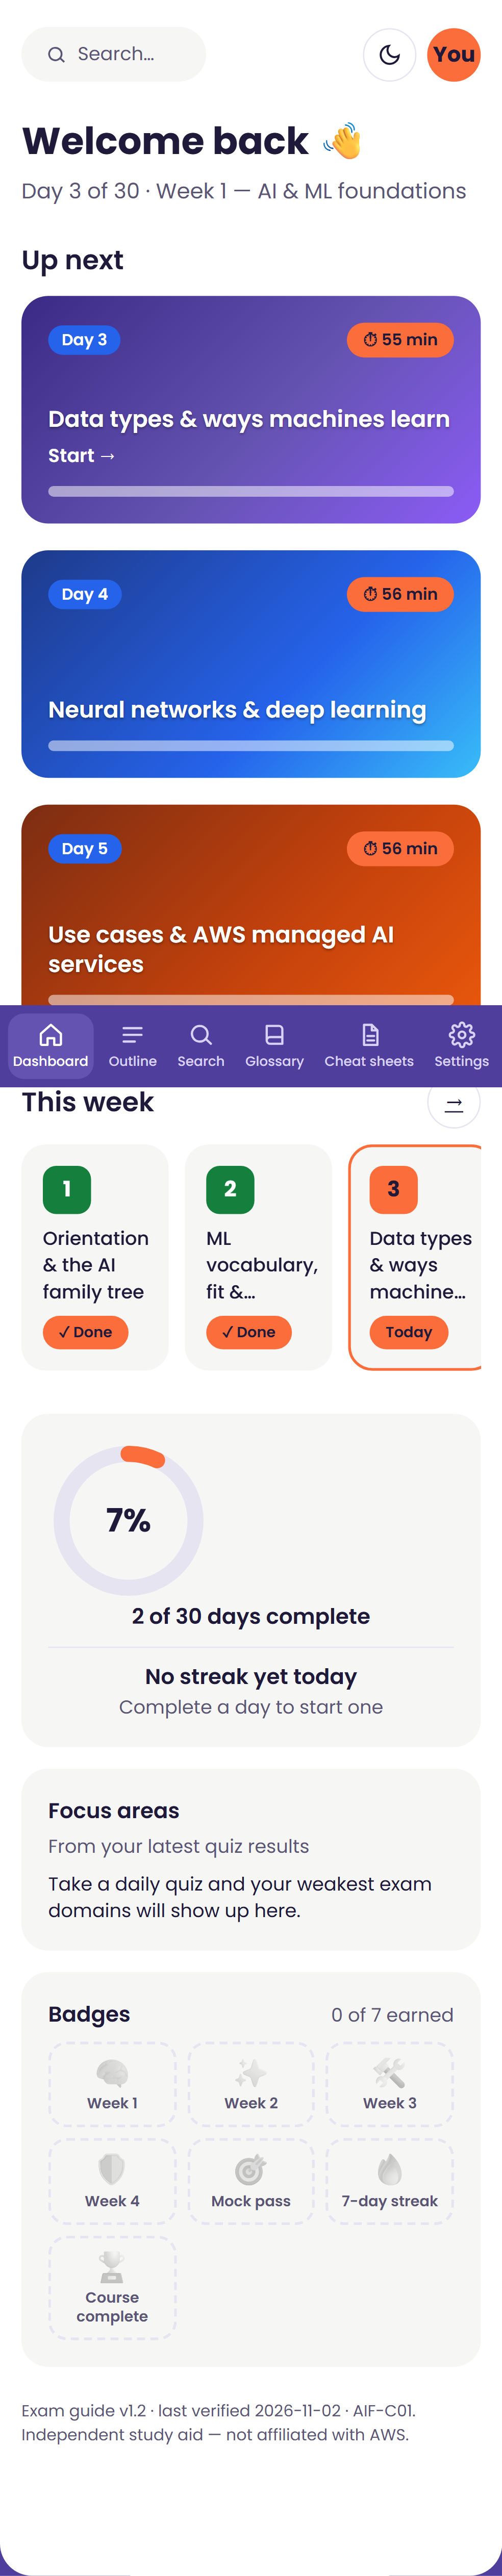 Search...
You
Welcome back 👋
Day 3 of 30 · Week 1 — AI & ML foundations
Up next
Day 3
⏱ 55 min
Data types & ways machines learn
Start →
Day 4
⏱ 56 min
Neural networks & deep learning
Day 5
⏱ 56 min
Use cases & AWS managed AI
services
Dashboard
Outline
Search
Glossary
Cheat sheets
Settings
This week
→
1
Orientation
& the AI
family tree
✓ Done
2
ML
vocabulary,
fit &...
✓ Done
3
Data types
& ways
machine...
Today
7%
2 of 30 days complete
No streak yet today
Complete a day to start one
Focus areas
From your latest quiz results
Take a daily quiz and your weakest exam
domains will show up here.
Badges
0 of 7 earned
Week 1
Week 2
Week 3
Week 4
Mock pass
7-day streak
Course
complete
Exam guide v1.2 · last verified 2026-11-02 · AIF-C01.
Independent study aid — not affiliated with AWS.